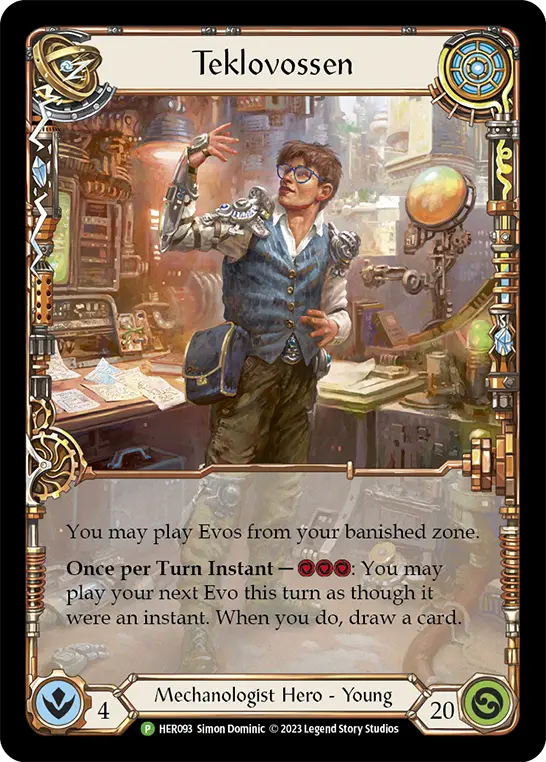 Teklovossen
You may play Evos from your banished zone.
Once per Turn Instant — : You may
play your next Evo this turn as though it
were an instant. When you do, draw a card.
4
Mechanologist Hero - Young
20
P HER093 Simon Dominic © 2023 Legend Story Studios